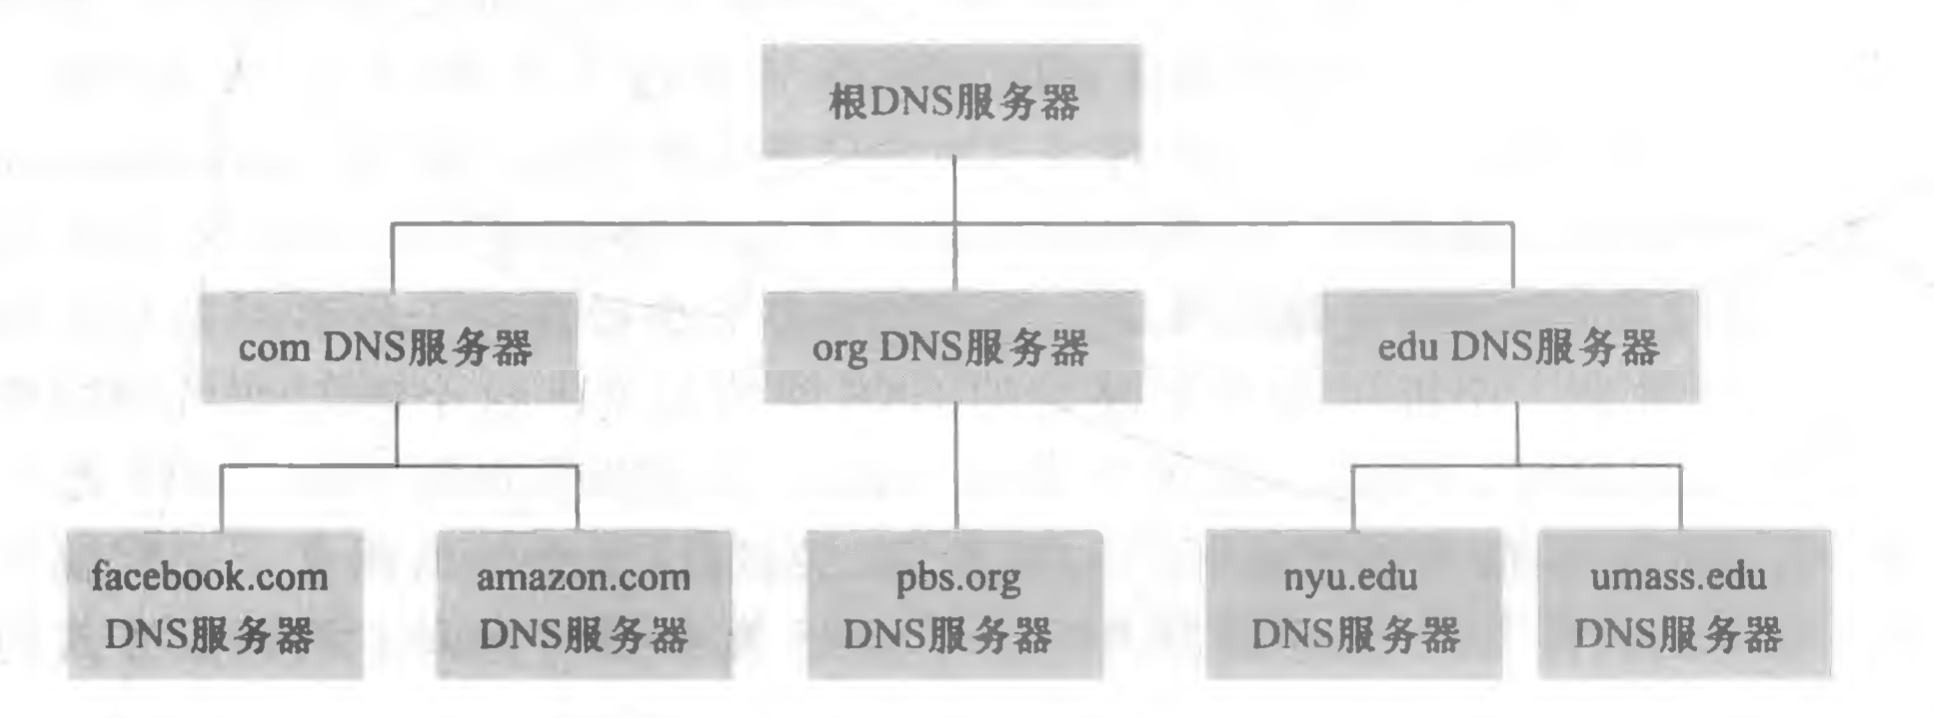 根DNS服务器
com DNS服务器
org DNS服务器
edu DNS服务器
facebook.com
DNS服务器
amazon.com
DNS服务器
pbs.org
DNS服务器
nyu.edu
DNS服务器
umass.edu
DNS服务器